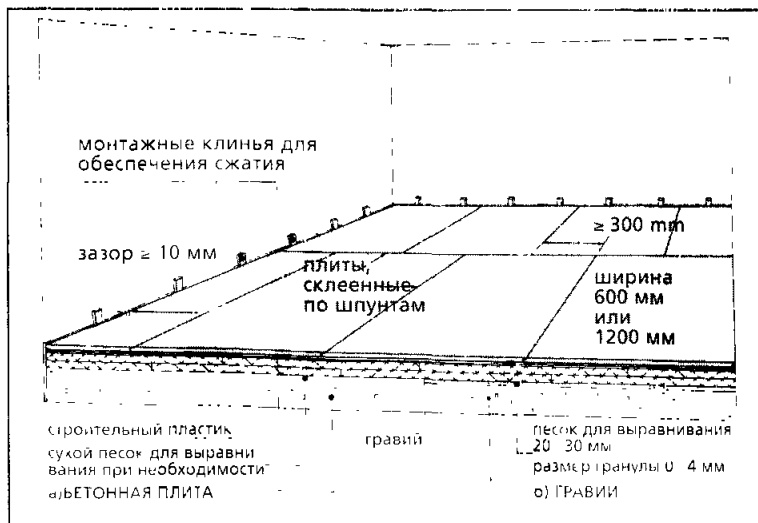 монтажные клинья для
обеспечения сжатия
≥ 300 mm
зазор ≥ 10 мм
плиты,
склеенные
по шпунтам
ширина
600 мм
или
1200 мм
строительный пластик
сухой песок для выравни
вания при необходимости
а) БЕТОННАЯ ПЛИТА
гравий
песок для выравнивания
20 30 мм
размер гранулы 0 4 мм
о) ГРАВИИ